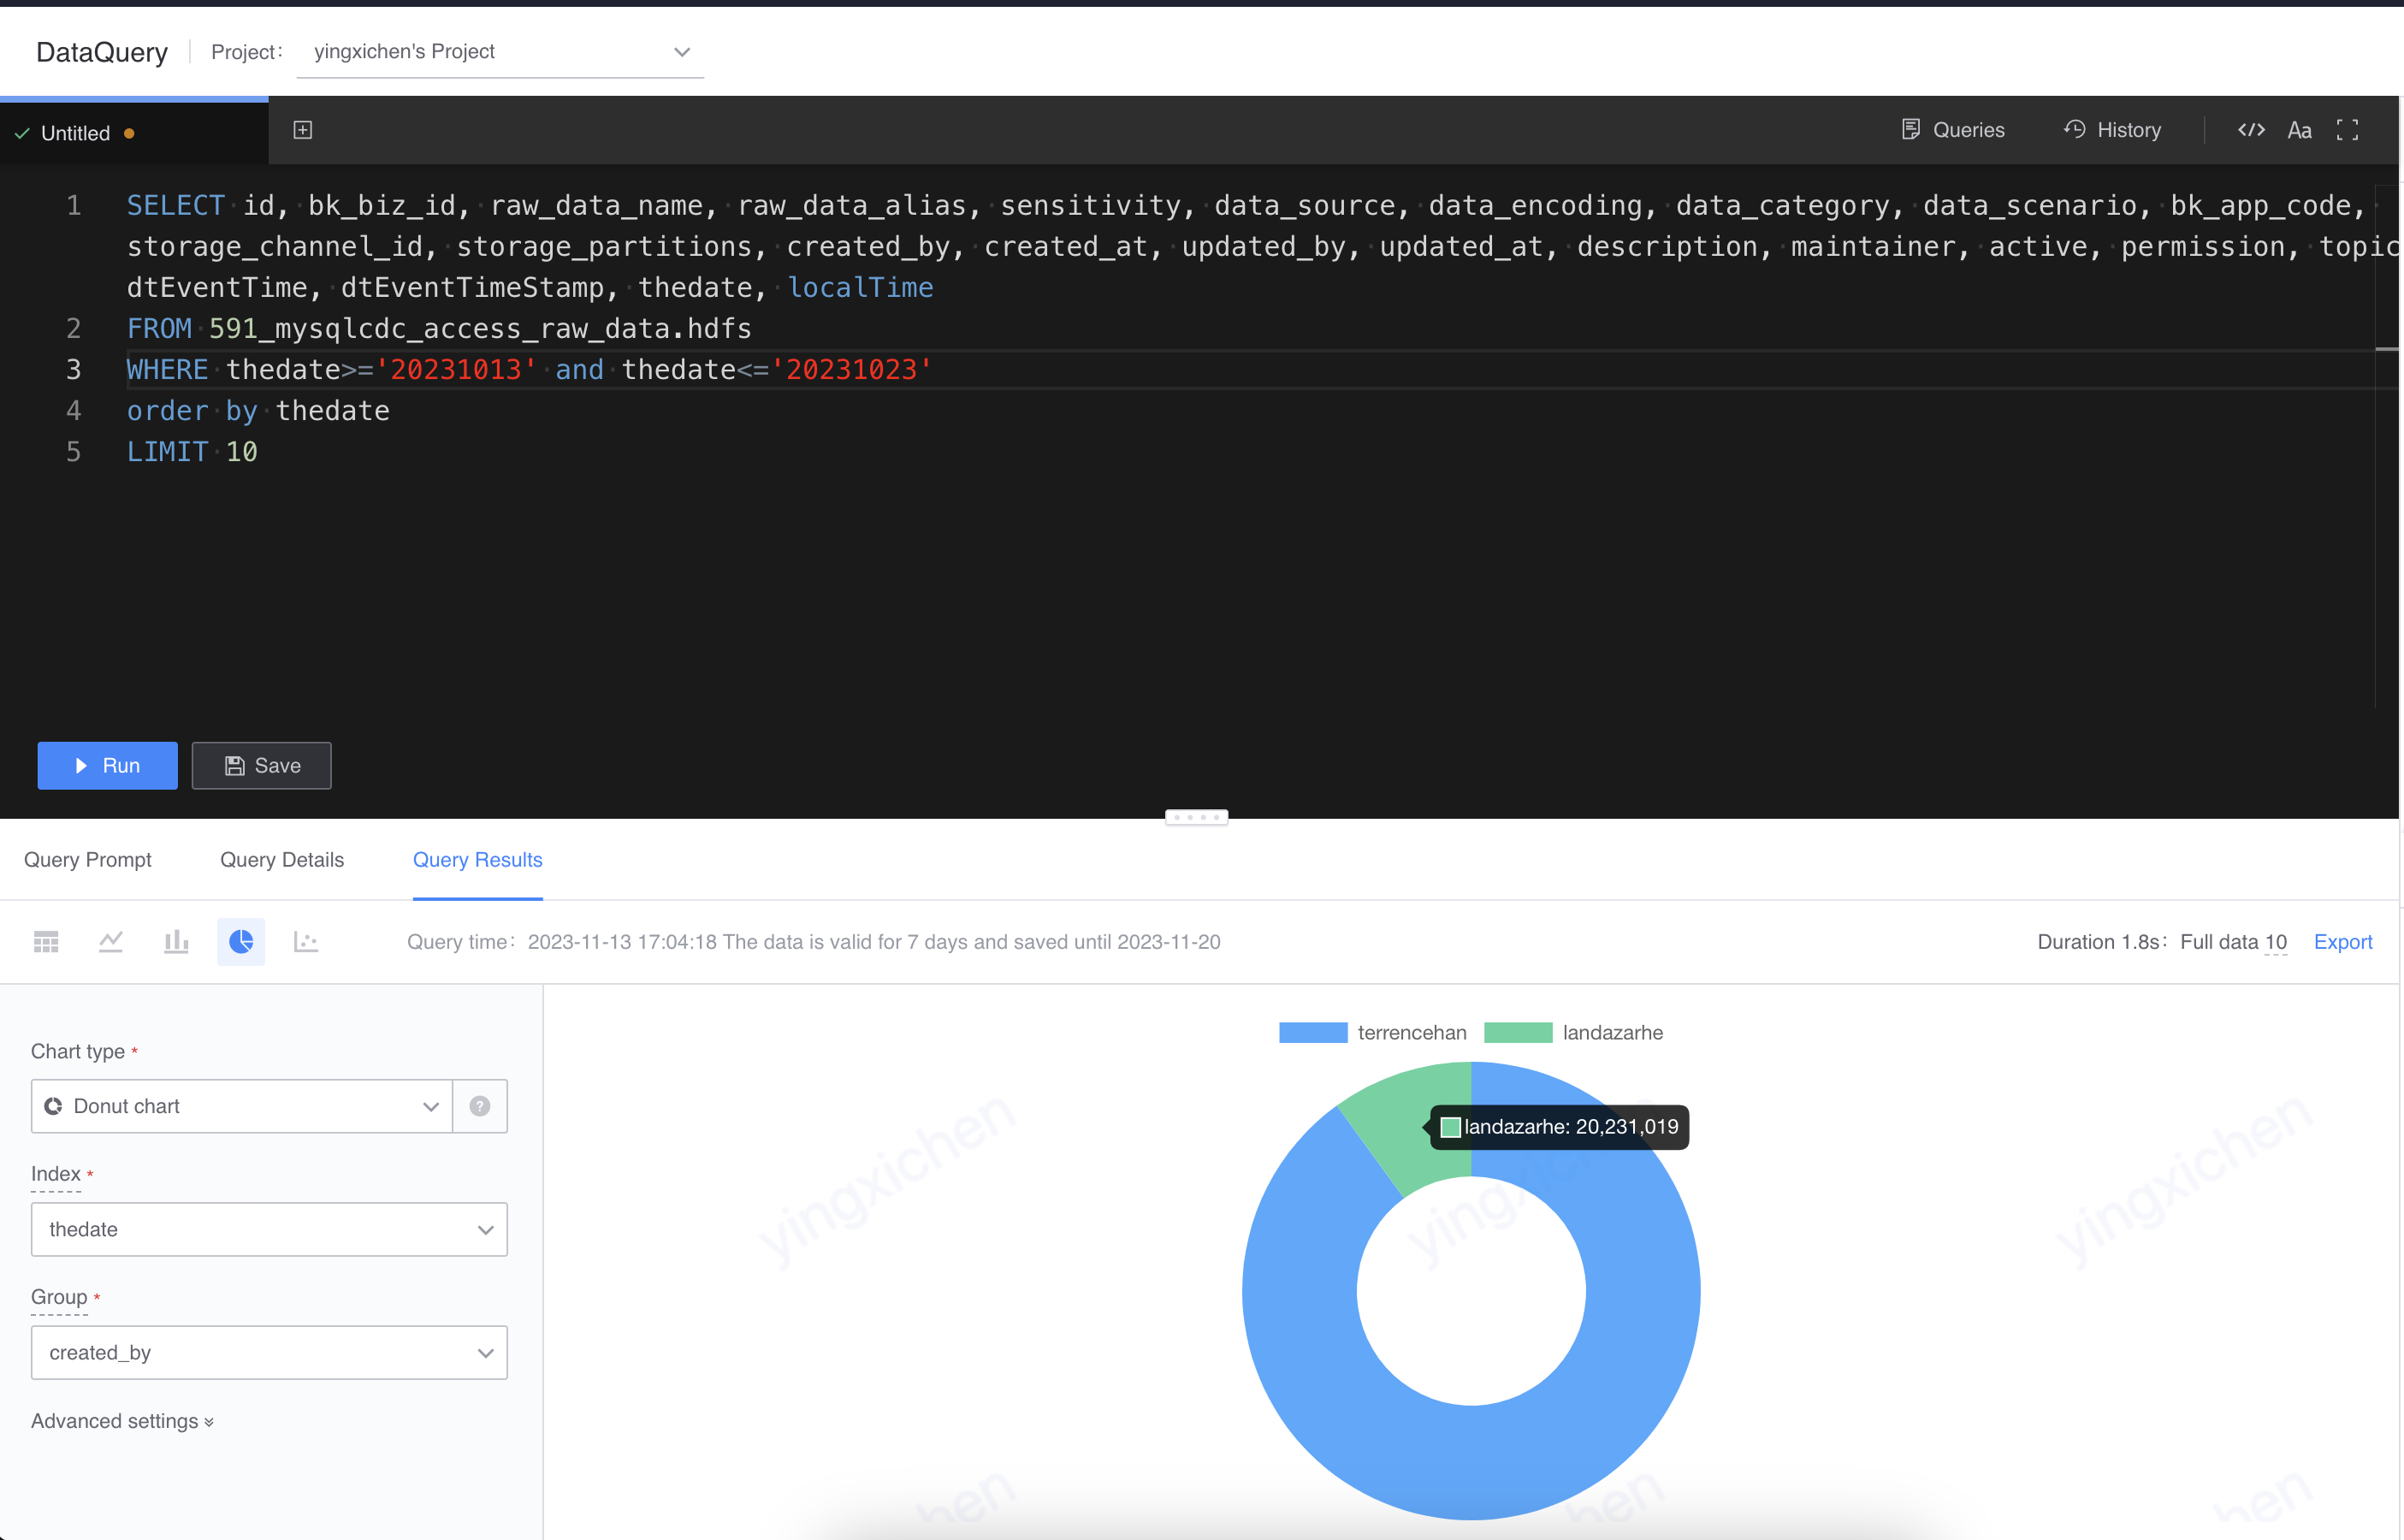 DataQuery
Project:
yingxichen's Project
Untitled
Queries
History
</>
Aa
1 SELECT id, bk_biz_id, raw_data_name, raw_data_alias, sensitivity, data_source, data_encoding, data_category, data_scenario, bk_app_code,
storage_channel_id, storage_partitions, created_by, created_at, updated_by, updated_at, description, maintainer, active, permission, topic
dtEventTime, dtEventTimeStamp, thedate, localTime
2 FROM 591_mysqlcdc_access_raw_data.hdfs
3 WHERE thedate>='20231013' and thedate<='20231023'
4 order by thedate
5 LIMIT 10
Run
Save
Query Prompt
Query Details
Query Results
Query time: 2023-11-13 17:04:18 The data is valid for 7 days and saved until 2023-11-20
Duration 1.8s: Full data 10
Export
Chart type *
Donut chart
?
Index *
thedate
Group *
created_by
Advanced settings
terrencehan
landazarhe
landazarhe: 20,231,019
yingxichen
yingxichen
yingxichen
hen
hen
hen